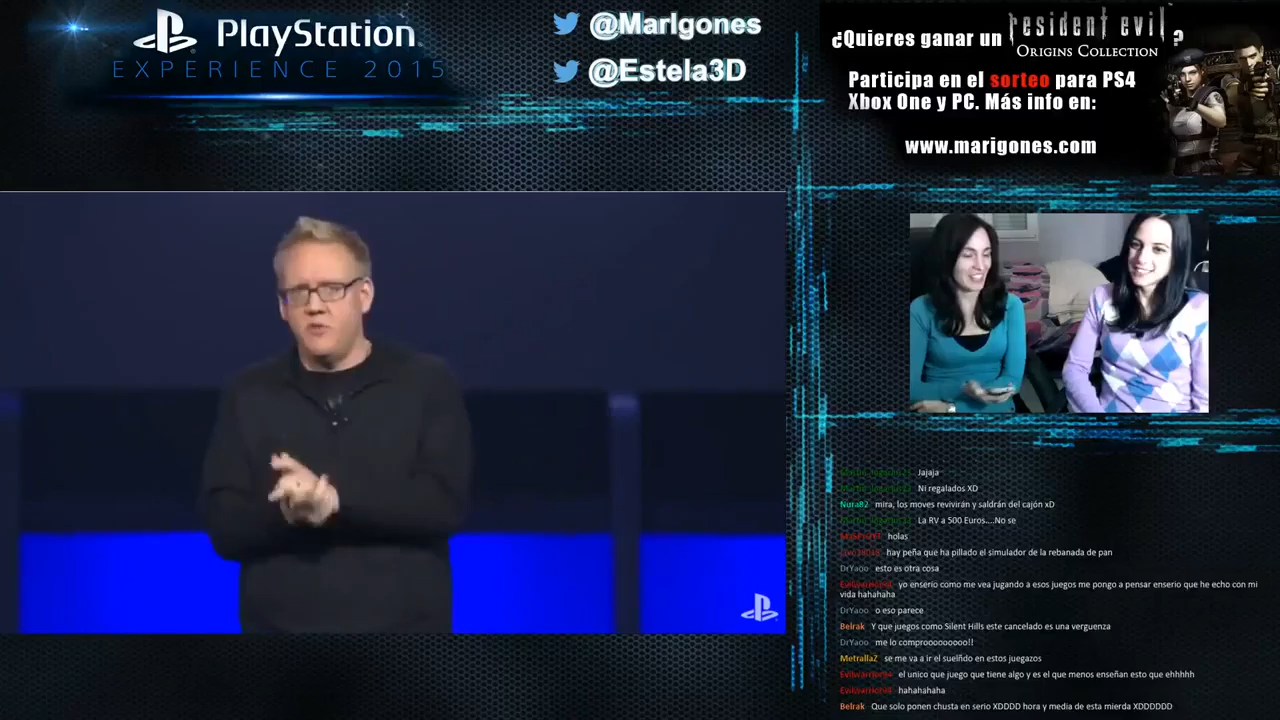 PlayStation
EXPERIENCE 2015
@MarIgones
@Estela3D
¿Quieres ganar un resident evil ?
ORIGINS COLLECTION
Participa en el sorteo para PS4
Xbox One y PC. Más info en:
www.marigones.com
Jajaja
Ni regalados XD
Nura82 mira, los moves revivirán y saldrán del cajón xD
La RV a 500 Euros....No se
holas
hay peña que ha pillado el simulador de la rebanada de pan
DrYaoo esto es otra cosa
yo enserio como me vea jugando a esos juegos me pongo a pensar enserio que he echo con mi
vida hahahaha
DrYaoo o eso parece
Belrak Y que juegos como Silent Hills este cancelado es una verguenza
DrYaoo me lo comprooooooooo!!
MetrallaZ se me va a ir el sueldño en estos juegazos
el unico que juego que tiene algo y es el que menos enseñan esto que ehhhhh
hahahahaha
Belrak Que solo ponen chusta en serio XDDDD hora y media de esta mierda XDDDDDD